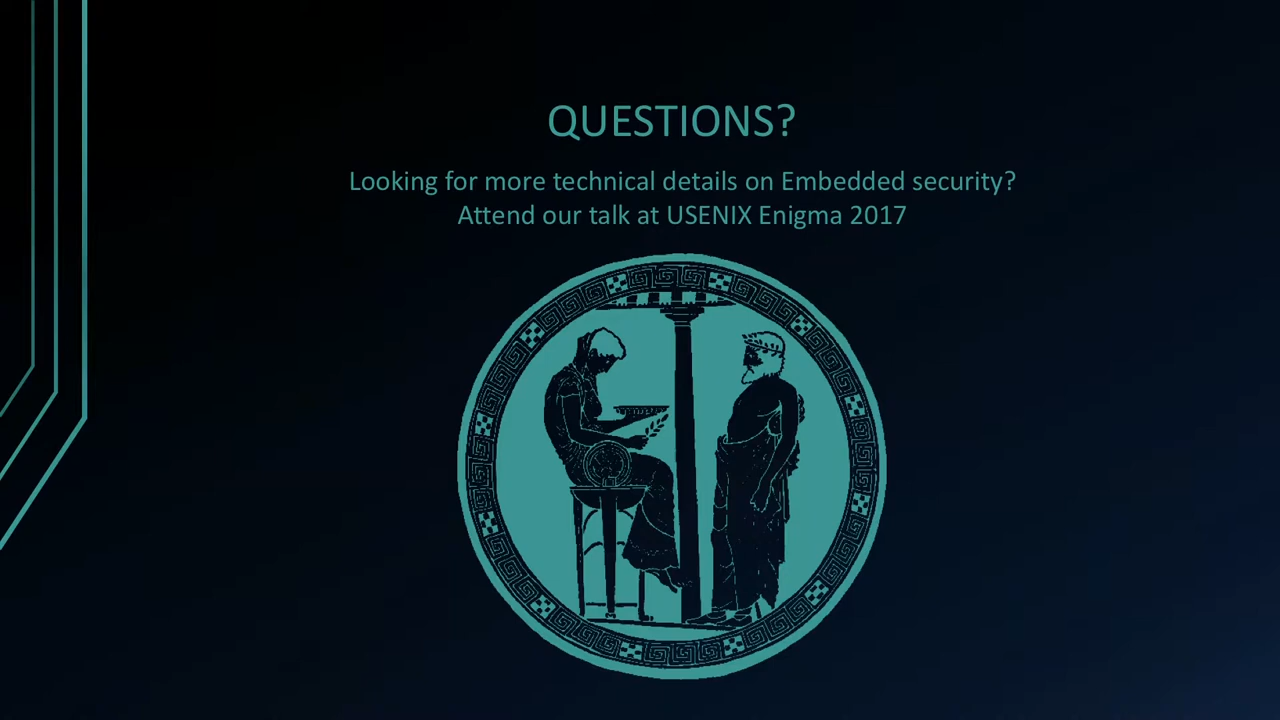 QUESTIONS?
Looking for more technical details on Embedded security?
Attend our talk at USENIX Enigma 2017